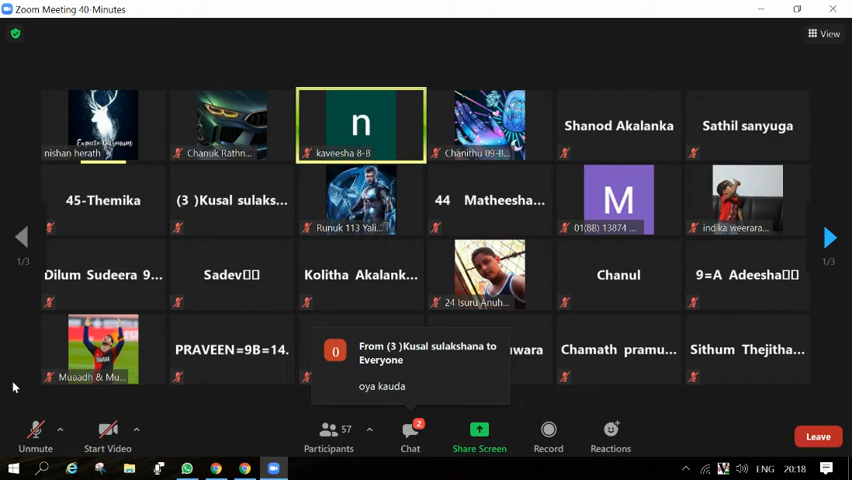 Zoom Meeting 40-Minutes
View
nishan herath
Chanuk Rathn...
n
kaveesha 8-B
Chanithu 09-B...
Shanod Akalanka
Sathil sanyuga
45-Themika
(3 )Kusal sulaks...
Runuk 113 Yali...
44 Matheesha...
M
01(8B) 13874 ...
indika weerara...
1/3
1/3
Dilum Sudeera 9...
Sadev
Kolitha Akalank...
24 Isuru Anuh...
Chanul
9=A Adeesha
Muaadh & Mu...
PRAVEEN=9B=14.
uwara
Chamath pramu...
Sithum Thejitha...
()
From (3 )Kusal sulakshana to
Everyone
oya kauda
Unmute
Start Video
57
Participants
2
Chat
Share Screen
Record
Reactions
Leave
ENG
20:18